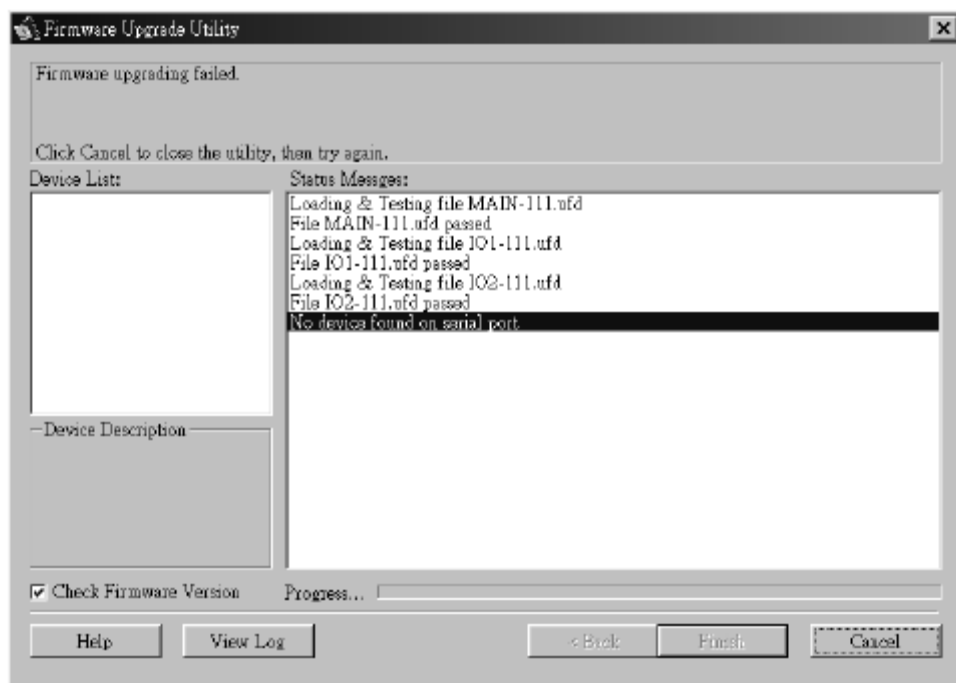 Firmware Upgrade Utility
Firmware upgrading failed.
Click Cancel to close the utility, then try again.
Device List:
Status Messges:
Loading & Testing file MAIN-111.ufd
File MAIN-111.ufd passed
Loading & Testing file IO1-111.ufd
File IO1-111.ufd passed
Loading & Testing file IO2-111.ufd
File IO2-111.ufd passed
No device found on serial port
Device Description
Check Firmware Version
Progress...
Help
View Log
< Back
Finish
Cancel